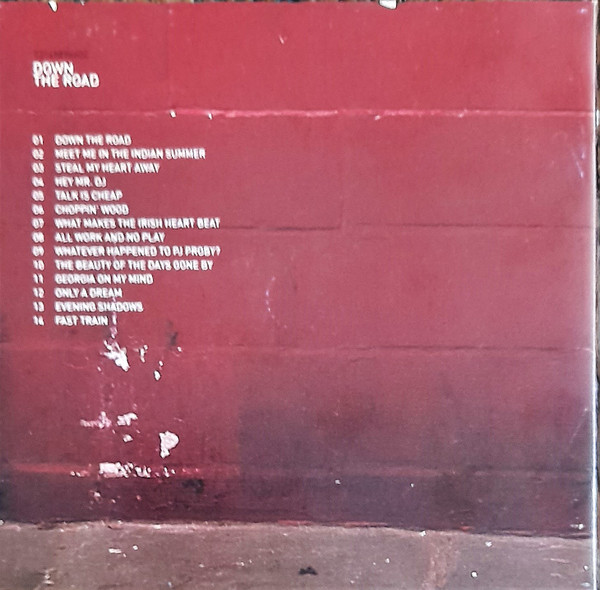 DOWN
THE ROAD
01 DOWN THE ROAD
02 MEET ME IN THE INDIAN SUMMER
03 STEAL MY HEART AWAY
04 HEY MR. DJ
05 TALK IS CHEAP
06 CHOPPIN' WOOD
07 WHAT MAKES THE IRISH HEART BEAT
08 ALL WORK AND NO PLAY
09 WHATEVER HAPPENED TO PJ PROBY?
10 THE BEAUTY OF THE DAYS GONE BY
11 GEORGIA ON MY MIND
12 ONLY A DREAM
13 EVENING SHADOWS
14 FAST TRAIN